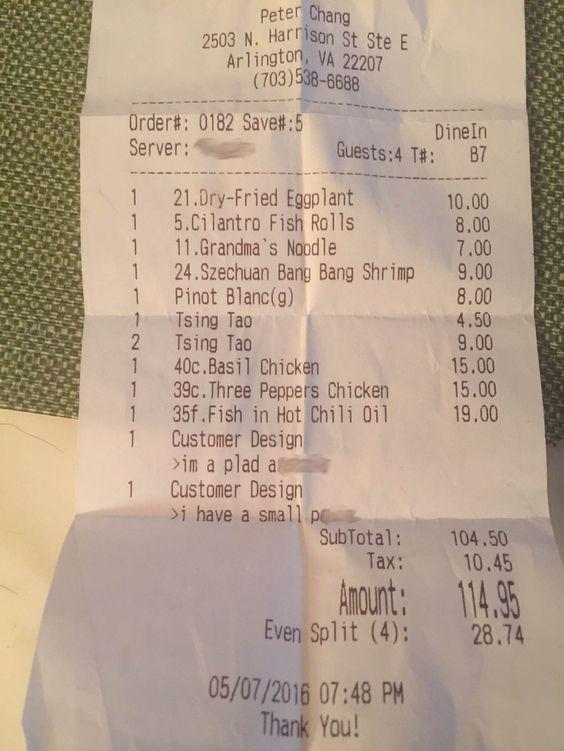 Peter Chang
2503 N. Harrison St Ste E
Arlington, VA 22207
(703)538-6688
Order#: 0182 Save#:5
DineIn
Server:
Guests:4 T#: B7
1 21.Dry-Fried Eggplant 10.00
1 5.Cilantro Fish Rolls 8.00
1 11.Grandma`s Noodle 7.00
1 24.Szechuan Bang Bang Shrimp 9.00
1 Pinot Blanc(g) 8.00
1 Tsing Tao 4.50
2 Tsing Tao 9.00
1 40c.Basil Chicken 15.00
1 39c.Three Peppers Chicken 15.00
1 35f.Fish in Hot Chili Oil 19.00
1 Customer Design
>im a plad
1 Customer Design
>i have a small
SubTotal: 104.50
Tax: 10.45
Amount: 114.95
Even Split (4): 28.74
05/07/2016 07:48 PM
Thank You!